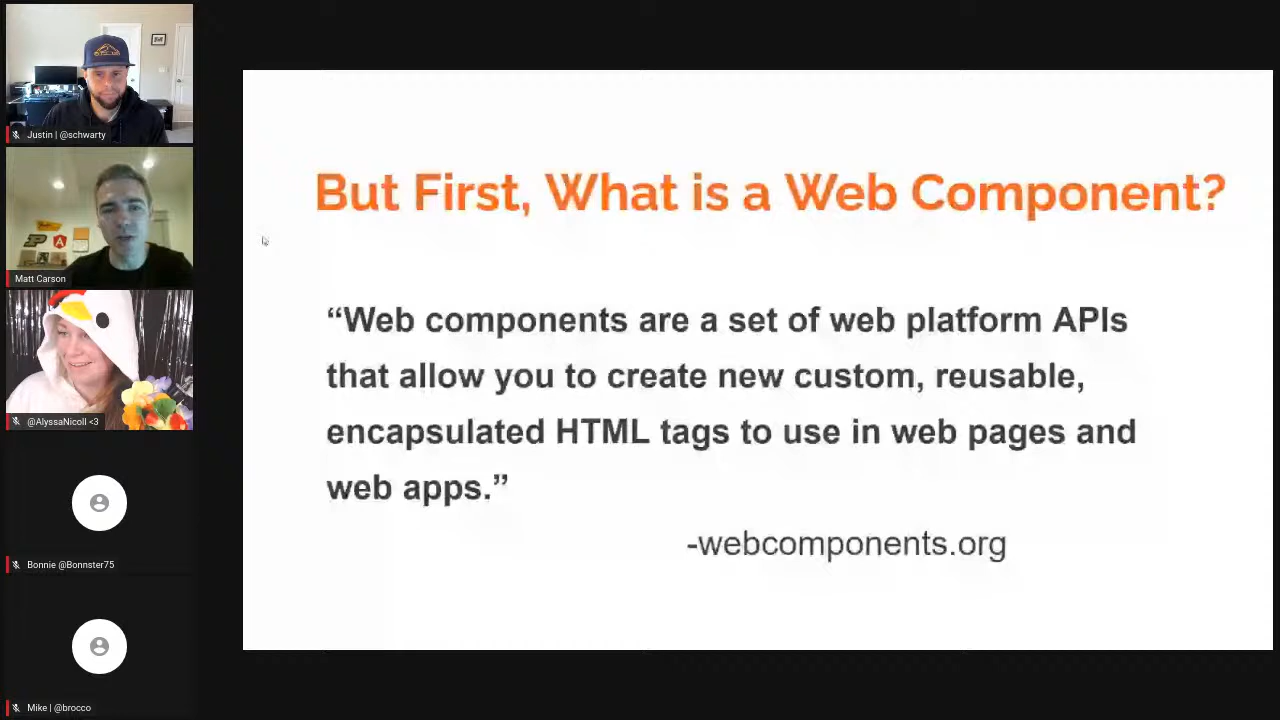 Justin | @schwarty
Matt Carson
@AlyssaNicoll <3
Bonnie @Bonnster75
Mike | @brocco
But First, What is a Web Component?
“Web components are a set of web platform APIs
that allow you to create new custom, reusable,
encapsulated HTML tags to use in web pages and
web apps.”
-webcomponents.org